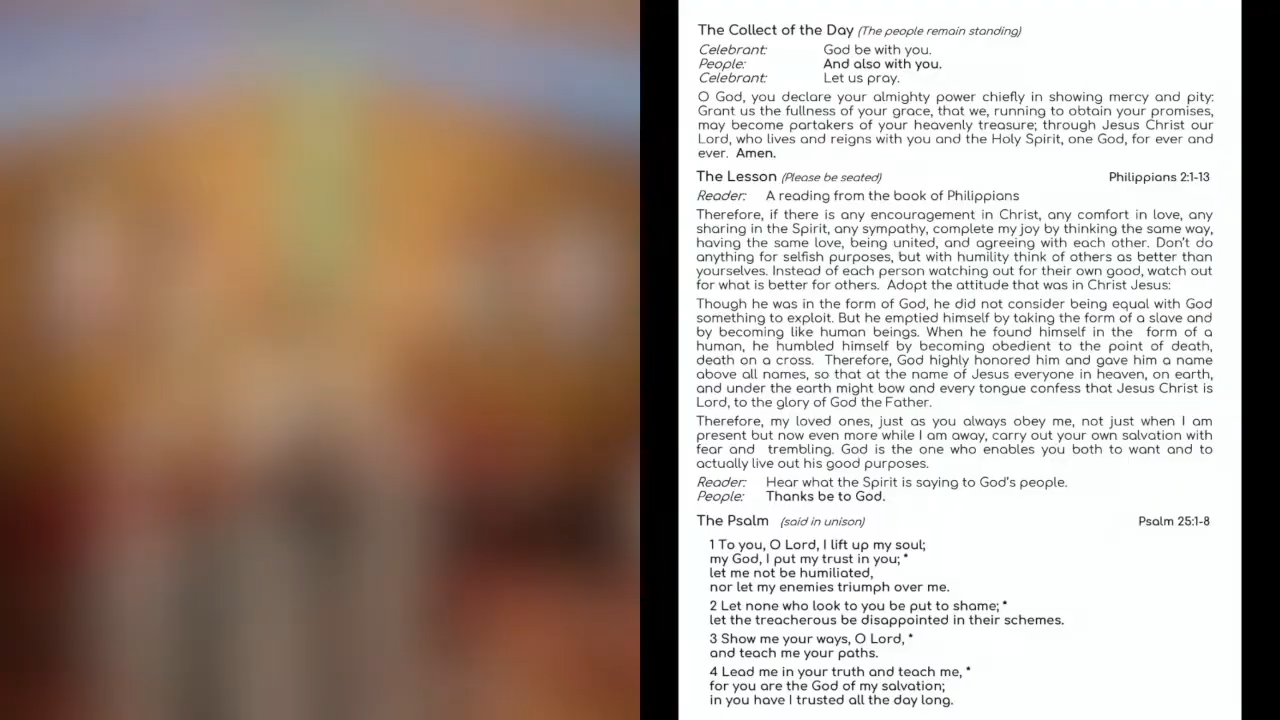 The Collect of the Day (The people remain standing)
Celebrant: God be with you.
People: And also with you.
Celebrant: Let us pray.
O God, you declare your almighty power chiefly in showing mercy and pity:
Grant us the fullness of your grace, that we, running to obtain your promises,
may become partakers of your heavenly treasure; through Jesus Christ our
Lord, who lives and reigns with you and the Holy Spirit, one God, for ever and
ever. Amen.
The Lesson (Please be seated) Philippians 2:1-13
Reader: A reading from the book of Philippians
Therefore, if there is any encouragement in Christ, any comfort in love, any
sharing in the Spirit, any sympathy, complete my joy by thinking the same way,
having the same love, being united, and agreeing with each other. Don't do
anything for selfish purposes, but with humility think of others as better than
yourselves. Instead of each person watching out for their own good, watch out
for what is better for others. Adopt the attitude that was in Christ Jesus:
Though he was in the form of God, he did not consider being equal with God
something to exploit. But he emptied himself by taking the form of a slave and
by becoming like human beings. When he found himself in the form of a
human, he humbled himself by becoming obedient to the point of death,
death on a cross. Therefore, God highly honored him and gave him a name
above all names, so that at the name of Jesus everyone in heaven, on earth,
and under the earth might bow and every tongue confess that Jesus Christ is
Lord, to the glory of God the Father.
Therefore, my loved ones, just as you always obey me, not just when I am
present but now even more while I am away, carry out your own salvation with
fear and trembling. God is the one who enables you both to want and to
actually live out his good purposes.
Reader: Hear what the Spirit is saying to God's people.
People: Thanks be to God.
The Psalm (said in unison) Psalm 25:1-8
1 To you, O Lord, I lift up my soul;
my God, I put my trust in you; *
let me not be humiliated,
nor let my enemies triumph over me.
2 Let none who look to you be put to shame; *
let the treacherous be disappointed in their schemes.
3 Show me your ways, O Lord, *
and teach me your paths.
4 Lead me in your truth and teach me, *
for you are the God of my salvation;
in you have I trusted all the day long.